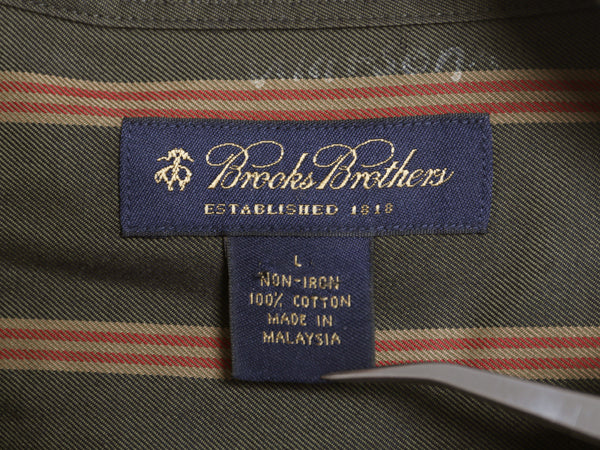 Brooks Brothers
ESTABLISHED 1818
L
NON-IRON
100% COTTON
MADE IN
MALAYSIA